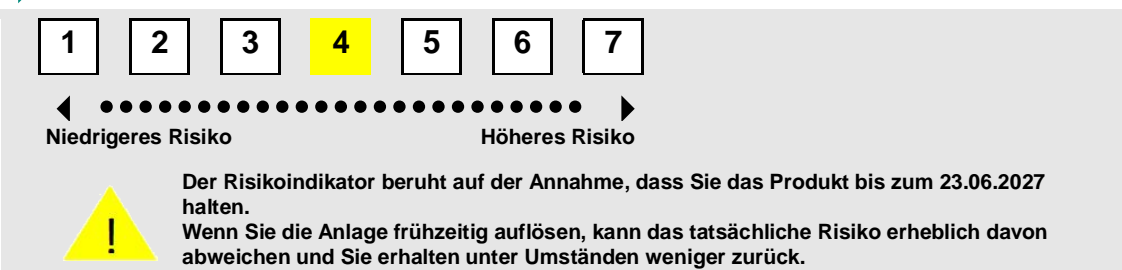 1 2 3 4 5 6 7
Niedrigeres Risiko Höheres Risiko
Der Risikoindikator beruht auf der Annahme, dass Sie das Produkt bis zum 23.06.2027
halten.
Wenn Sie die Anlage frühzeitig auflösen, kann das tatsächliche Risiko erheblich davon
abweichen und Sie erhalten unter Umständen weniger zurück.
!